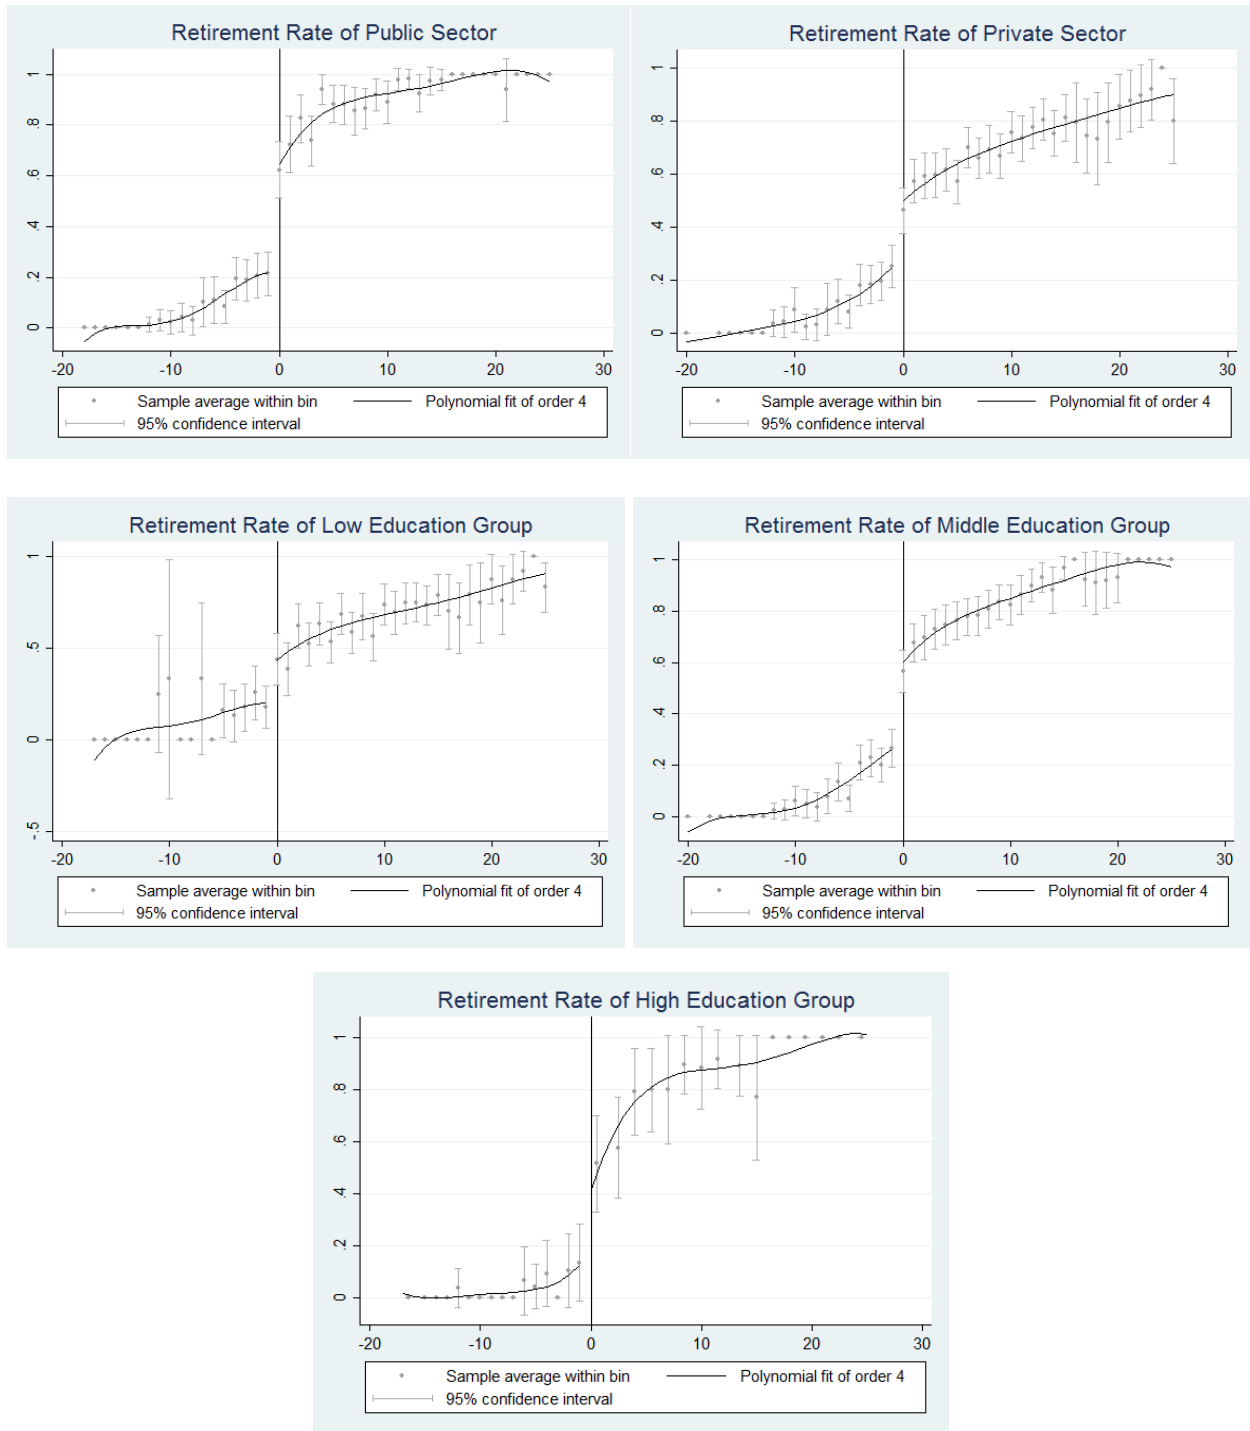 Retirement Rate of Public Sector
1
.8
.6
.4
.2
0
-20 -10 0 10 20 30
Sample average within bin Polynomial fit of order 4
95% confidence interval
Retirement Rate of Private Sector
1
.8
.6
.4
.2
0
-20 -10 0 10 20 30
Sample average within bin Polynomial fit of order 4
95% confidence interval
Retirement Rate of Low Education Group
1
.5
0
-.5
-20 -10 0 10 20 30
Sample average within bin Polynomial fit of order 4
95% confidence interval
Retirement Rate of Middle Education Group
1
.8
.6
.4
.2
0
-20 -10 0 10 20 30
Sample average within bin Polynomial fit of order 4
95% confidence interval
Retirement Rate of High Education Group
1
.8
.6
.4
.2
0
-20 -10 0 10 20 30
Sample average within bin Polynomial fit of order 4
95% confidence interval